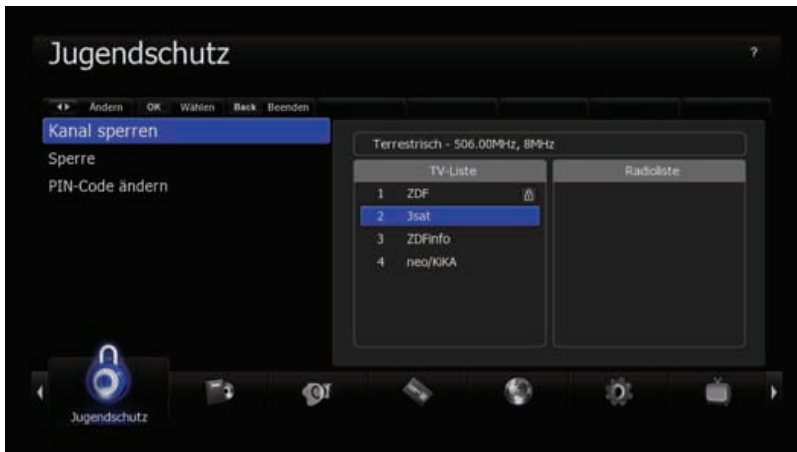 Jugendschutz
?
Ändern OK Wählen Back Beenden
Kanal sperren
Sperre
PIN-Code ändern
Terrestrisch - 506.00MHz, 8MHz
TV-Liste Radioliste
1 ZDF
2 3sat
3 ZDFinfo
4 neo/KiKA
Jugendschutz